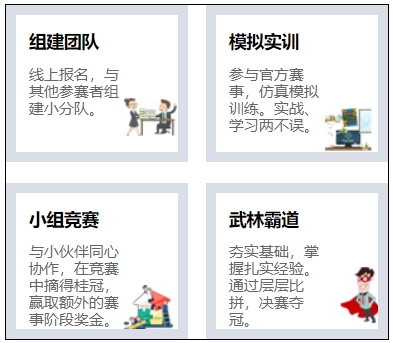 组建团队
线上报名，与
其他参赛者组
建小分队。
模拟实训
参与官方赛
事，仿真模拟
训练。实战、
学习两不误。
小组竞赛
与小伙伴同心
协作，在竞赛
中摘得桂冠，
赢取额外的赛
事阶段奖金。
武林霸道
夯实基础，掌
握扎实经验。
通过层层比
拼，决赛夺
冠。